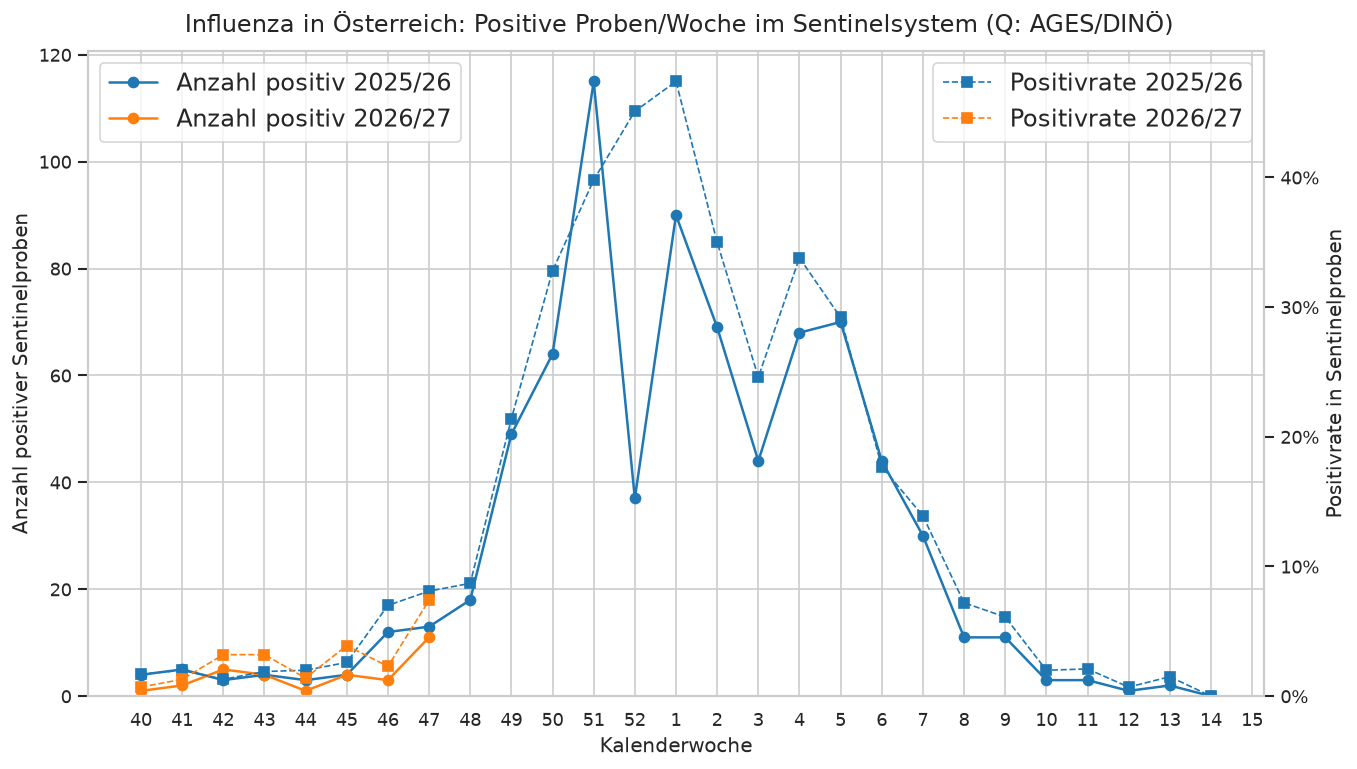 Influenza in Österreich: Positive Proben/Woche im Sentinelsystem (Q: AGES/DINÖ)
Anzahl positiv 2025/26
Anzahl positiv 2026/27
Positivrate 2025/26
Positivrate 2026/27
Anzahl positiver Sentinelproben
120
100
80
60
40
20
0
40%
30%
20%
10%
0%
Positivrate in Sentinelproben
40 41 42 43 44 45 46 47 48 49 50 51 52 1 2 3 4 5 6 7 8 9 10 11 12 13 14 15
Kalenderwoche